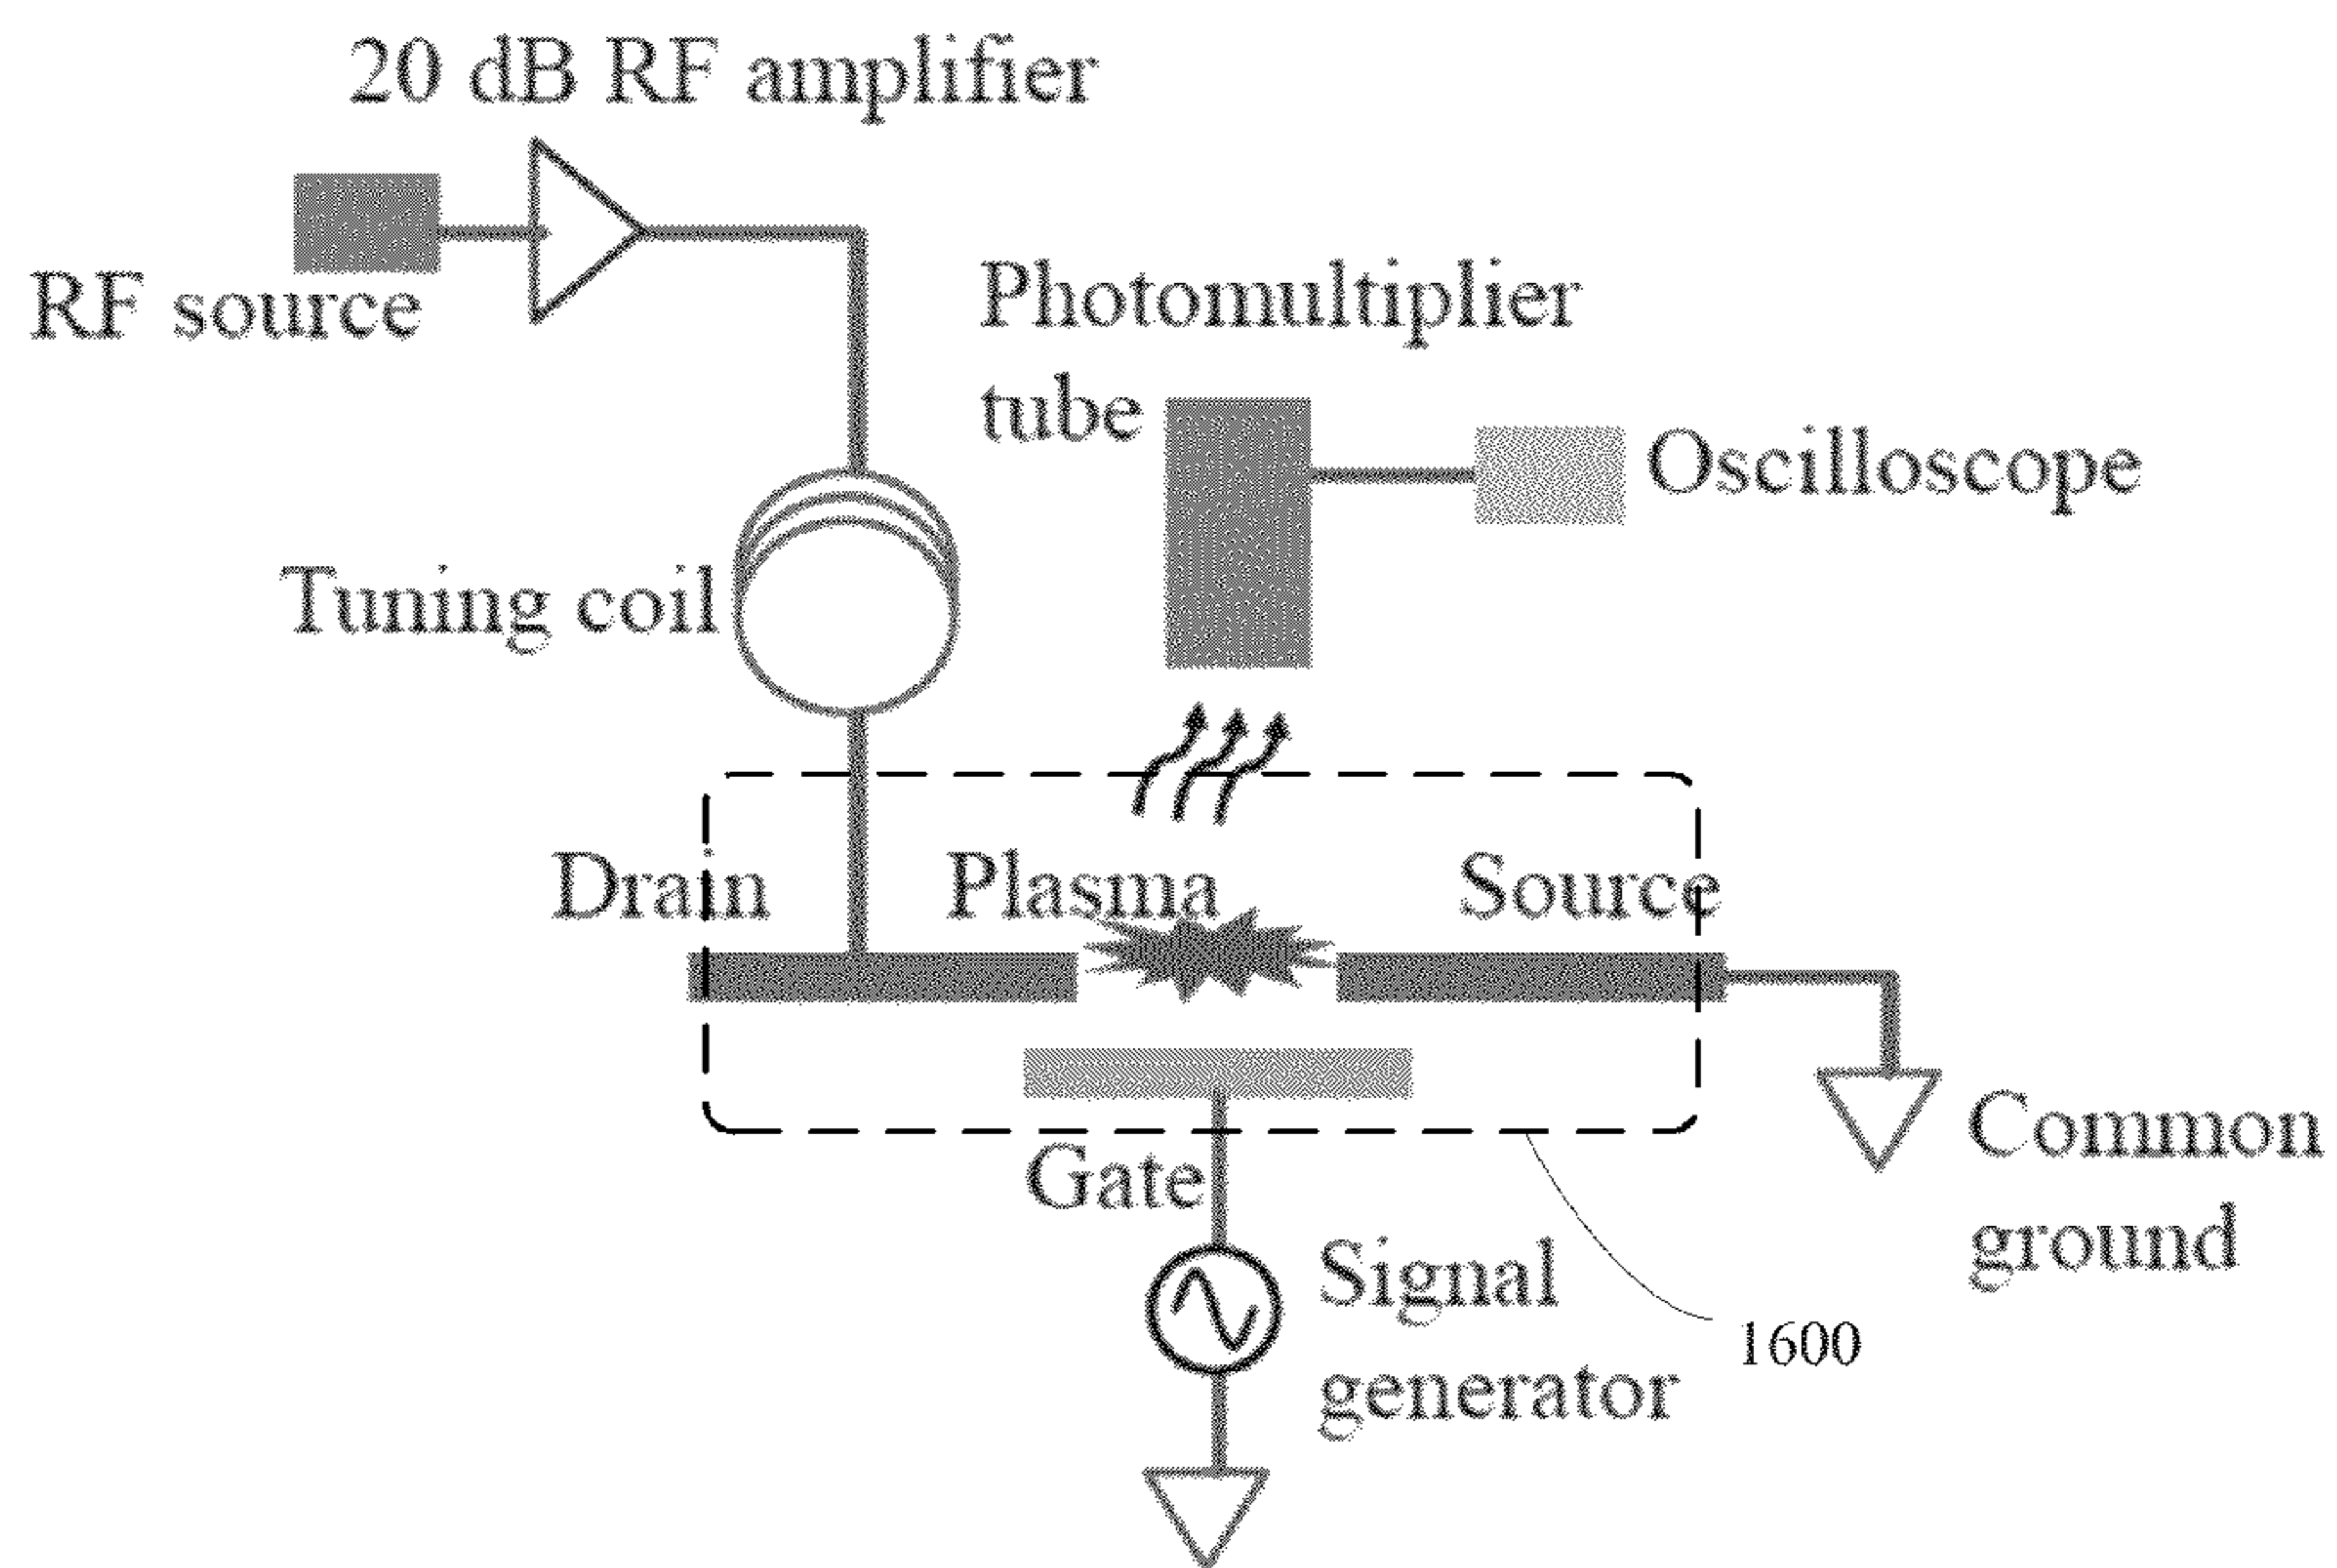 20 dB RF amplifier
RF source
Photomultiplier
tube
Oscilloscope
Tuning coil
Drain
Plasma
Source
Gate
Common
ground
Signal
generator
1600